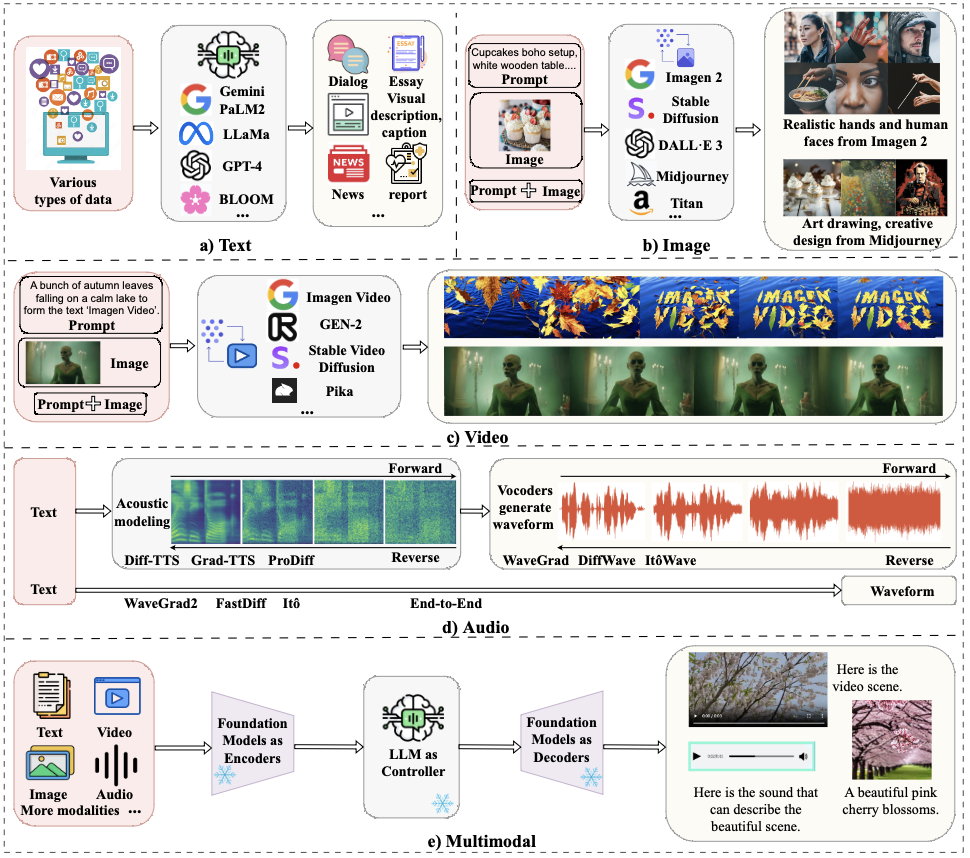 Various
types of data
Gemini
PaLM2
LLaMa
GPT-4
BLOOM
...
Dialog
ESSAY
Essay
Visual
description,
caption
NEWS
News
report
...
a) Text
Cupcakes boho setup,
white wooden table....
Prompt
Image
Prompt Image
Imagen 2
Stable
Diffusion
DALL·E 3
Midjourney
Titan
...
Realistic hands and human
faces from Imagen 2
Art drawing, creative
design from Midjourney
b) Image
A bunch of autumn leaves
falling on a calm lake to
form the text 'Imagen Video'.
Prompt
Image
Prompt Image
Imagen Video
GEN-2
Stable Video
Diffusion
Pika
...
IMAGEN
VIDEO
IMAGEN
VIDEO
IMAGEN
VIDEO
c) Video
Text
Acoustic
modeling
Forward
Reverse
Diff-TTS Grad-TTS ProDiff
Vocoders
generate
waveform
Forward
Reverse
WaveGrad DiffWave ItôWave
Text
WaveGrad2 FastDiff Itô End-to-End
Waveform
d) Audio
Text
Video
Image
Audio
More modalities ...
Foundation
Models as
Encoders
LLM as
Controller
Foundation
Models as
Decoders
Here is the
video scene.
Here is the sound that
can describe the
beautiful scene.
A beautiful pink
cherry blossoms.
e) Multimodal